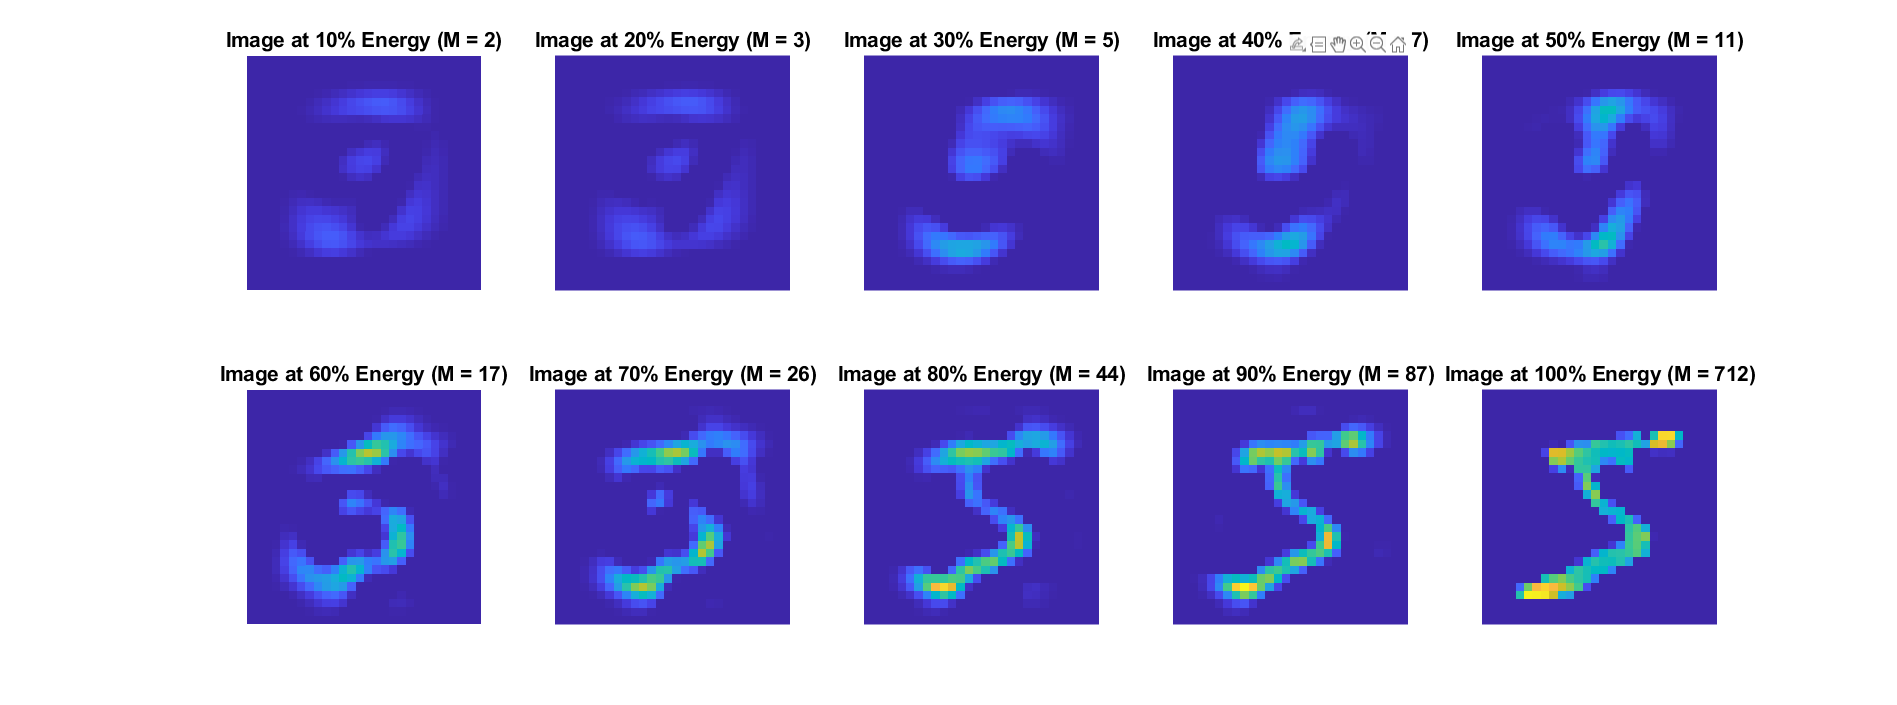 Image at 10% Energy (M = 2)
Image at 20% Energy (M = 3)
Image at 30% Energy (M = 5)
Image at 40% 7)
Image at 50% Energy (M = 11)
Image at 60% Energy (M = 17)
Image at 70% Energy (M = 26)
Image at 80% Energy (M = 44)
Image at 90% Energy (M = 87)
Image at 100% Energy (M = 712)